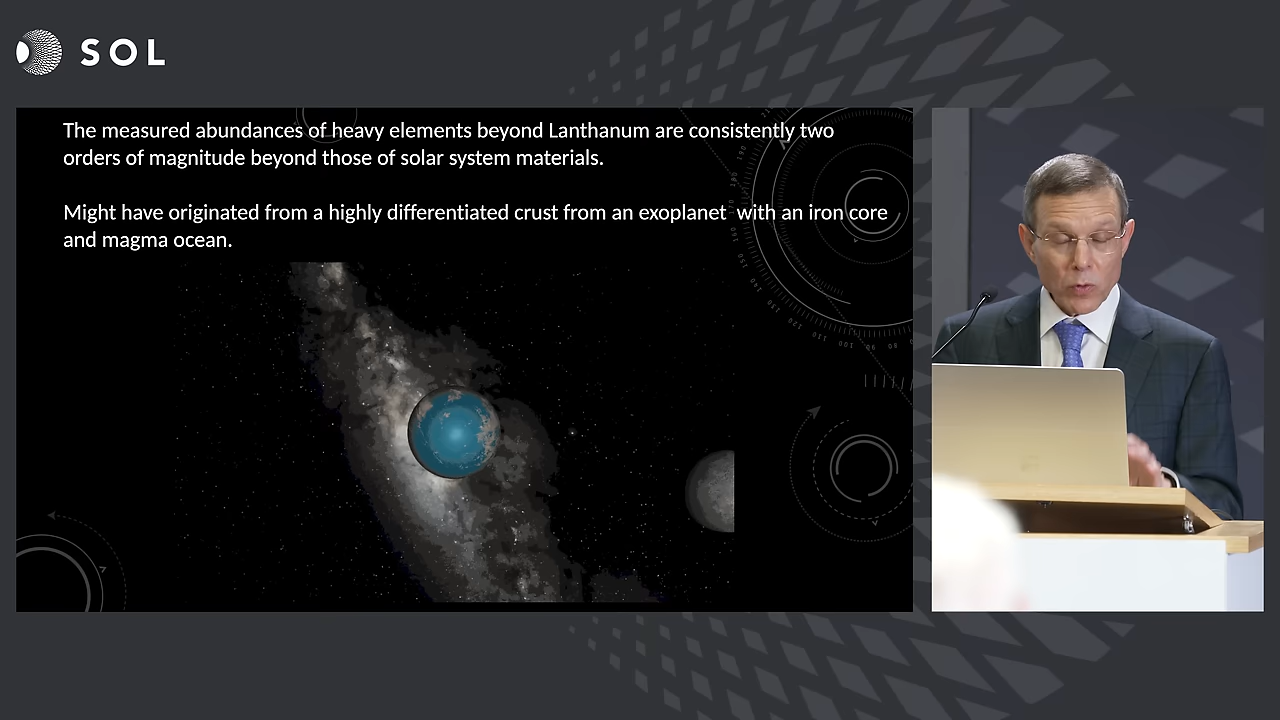 SOL
The measured abundances of heavy elements beyond Lanthanum are consistently two
orders of magnitude beyond those of solar system materials.
Might have originated from a highly differentiated crust from an exoplanet with an iron core
and magma ocean.